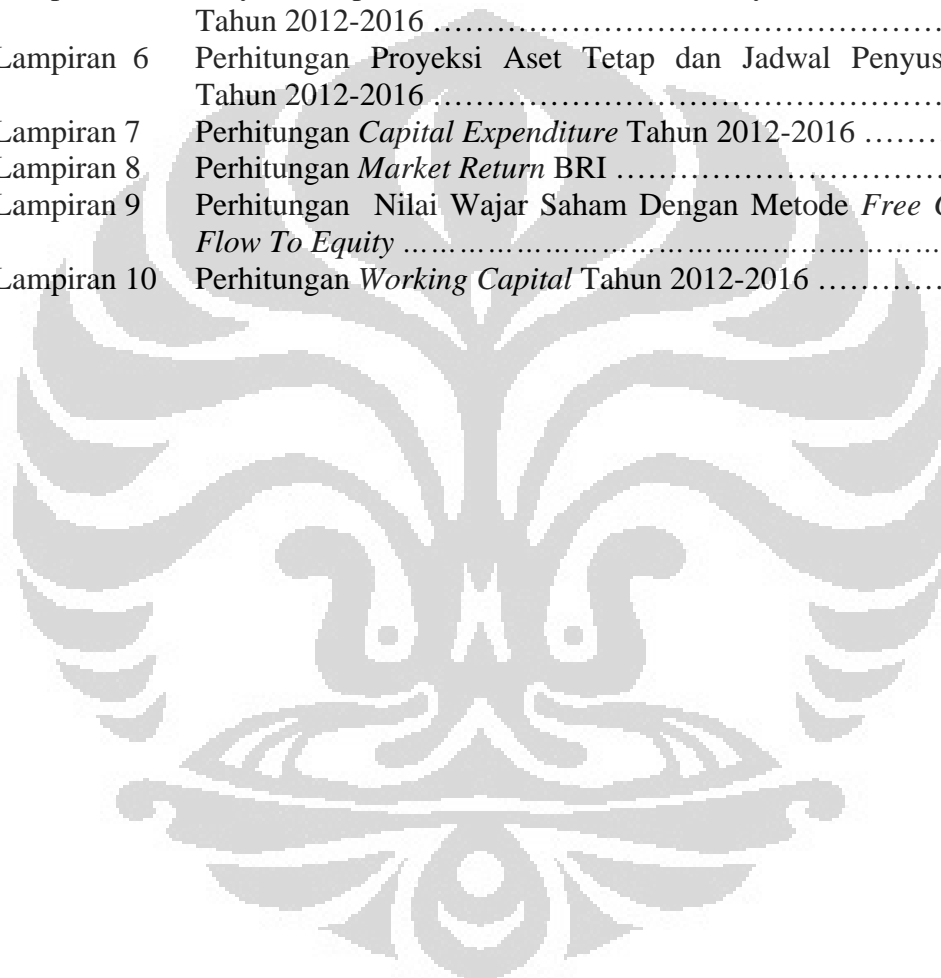 Tahun 2012-2016 ……………………………………………
Lampiran 6 Perhitungan Proyeksi Aset Tetap dan Jadwal
Tahun 2012-2016 ……………………………………………
Lampiran 7 Perhitungan Capital Expenditure Tahun 2012-2016 ………
Lampiran 8 Perhitungan Market Return BRI ………………………………
Lampiran 9 Perhitungan Nilai Wajar Saham Dengan Metode Free
Flow To Equity ………………………………………………
Lampiran 10 Perhitungan Working Capital Tahun 2012-2016 ……………